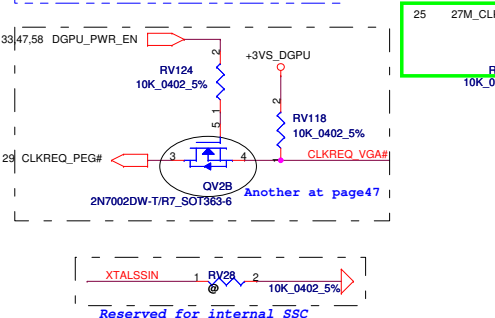 25 27M_CL
33,47,58 DGPU_PWR_EN
+3VS_DGPU
2
RV124
10K_0402_5%
R
10K_0
1
2
RV118
10K_0402_5%
5
29 CLKREQ_PEG#
3
4
1
CLKREQ_VGA#
QV2B
Another at page47
2N7002DW-T/R7_SOT363-6
XTALSSIN
1 RV28 2
@
10K_0402_5%
Reserved for internal SSC